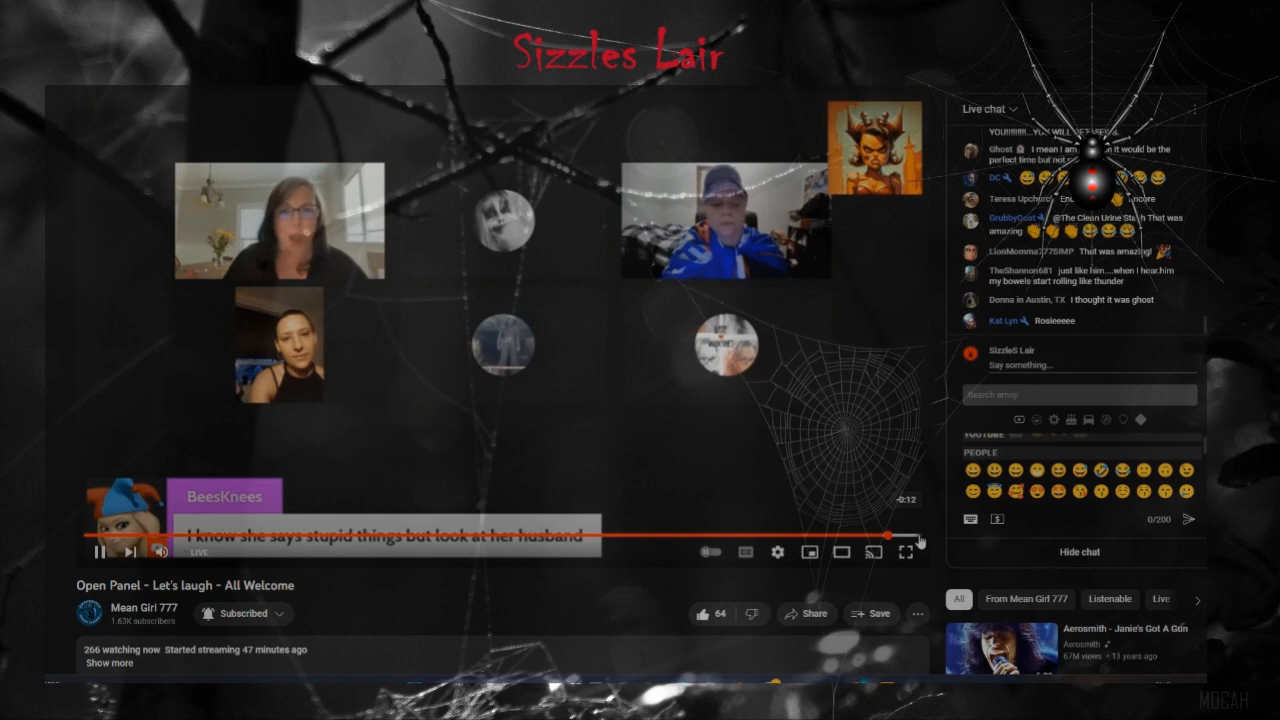 Sizzles Lair
Live chat
Ghost I mean I am it would be the
perfect time but not
DC
Teresa Upchurch
GrubbyGoat @The Clean Urine Stash That was
amazing
LionMomma777SIMP That was amazing!
TheShannon681 just like him....when I hear.him
my bowels start rolling like thunder
Donna in Austin, TX I thought it was ghost
Kat Lyn Rosieeeee
SizzleS Lair
Say something...
Search emoji
YOUTUBE
PEOPLE
0/200
Hide chat
-0:12
BeesKnees
I know she says stupid things but look at her husband
LIVE
CC
Open Panel - Let's laugh - All Welcome
Mean Girl 777
1.63K subscribers
Subscribed
64
Share
Save
266 watching now Started streaming 47 minutes ago
Show more
All
From Mean Girl 777
Listenable
Live
Aerosmith - Janie's Got A Gun
Aerosmith
67M views • 13 years ago
MOCAH